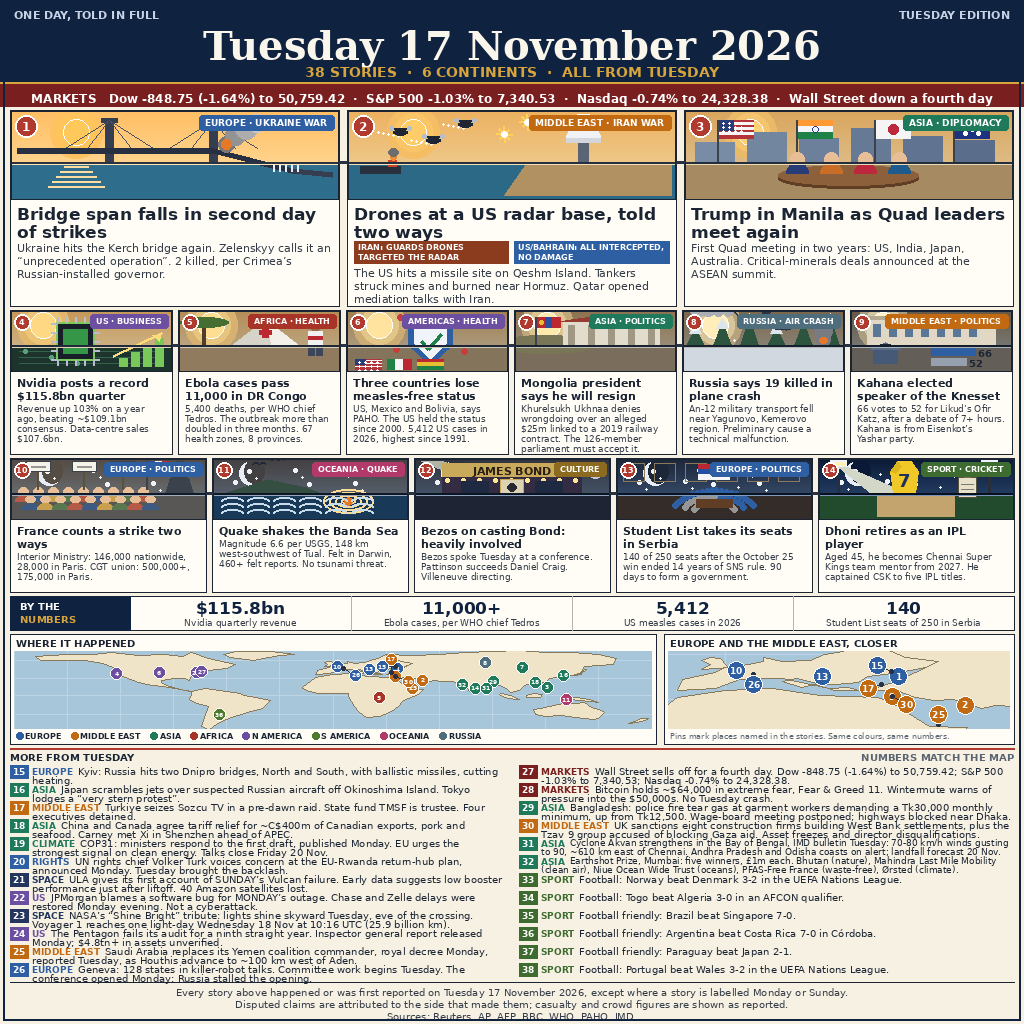 ONE DAY, TOLD IN FULL
TUESDAY EDITION
Tuesday 17 November 2026
38 STORIES · 6 CONTINENTS · ALL FROM TUESDAY
MARKETS Dow -848.75 (-1.64%) to 50,759.42 · S&P 500 -1.03% to 7,340.53 · Nasdaq -0.74% to 24,328.38 · Wall Street down a fourth day
1
EUROPE · UKRAINE WAR
Bridge span falls in second day
of strikes
Ukraine hits the Kerch bridge again. Zelenskyy calls it an
“unprecedented operation”. 2 killed, per Crimea’s
Russian-installed governor.
2
MIDDLE EAST · IRAN WAR
Drones at a US radar base, told
two ways
IRAN: GUARDS DRONES
TARGETED THE RADAR
US/BAHRAIN: ALL INTERCEPTED,
NO DAMAGE
The US hits a missile site on Qeshm Island. Tankers
struck mines and burned near Hormuz. Qatar opened
mediation talks with Iran.
3
ASIA · DIPLOMACY
Trump in Manila as Quad leaders
meet again
First Quad meeting in two years: US, India, Japan,
Australia. Critical-minerals deals announced at the
ASEAN summit.
4
US · BUSINESS
Nvidia posts a record
$115.8bn quarter
Revenue up 103% on a year
ago, beating ~$109.1bn
consensus. Data-centre sales
$107.6bn.
5
AFRICA · HEALTH
Ebola cases pass
11,000 in DR Congo
5,400 deaths, per WHO chief
Tedros. The outbreak more than
doubled in three months. 67
health zones, 8 provinces.
6
AMERICAS · HEALTH
Three countries lose
measles-free status
US, Mexico and Bolivia, says
PAHO. The US held the status
since 2000. 5,412 US cases in
2026, highest since 1991.
7
ASIA · POLITICS
Mongolia president
says he will resign
Khurelsukh Ukhnaa denies
wrongdoing over an alleged
$25m linked to a 2019 railway
contract. The 126-member
parliament must accept it.
8
RUSSIA · AIR CRASH
Russia says 19 killed in
plane crash
An-12 military transport fell
near Yagunovo, Kemerovo
region. Preliminary cause a
technical malfunction.
9
MIDDLE EAST · POLITICS
66
52
Kahana elected
speaker of the Knesset
66 votes to 52 for Likud’s Ofir
Katz, after a debate of 7+ hours.
Kahana is from Eisenkot’s
Yashar party.
10
EUROPE · POLITICS
France counts a strike two
ways
Interior Ministry: 146,000 nationwide,
28,000 in Paris. CGT union: 500,000+,
175,000 in Paris.
11
OCEANIA · QUAKE
Quake shakes the Banda Sea
Magnitude 6.6 per USGS, 148 km
west-southwest of Tual. Felt in Darwin,
460+ felt reports. No tsunami threat.
12
JAMES BOND
CULTURE
Bezos on casting Bond:
heavily involved
Bezos spoke Tuesday at a conference.
Pattinson succeeds Daniel Craig.
Villeneuve directing.
13
EUROPE · POLITICS
Student List takes its seats
in Serbia
140 of 250 seats after the October 25
win ended 14 years of SNS rule. 90
days to form a government.
14
7
SPORT · CRICKET
Dhoni retires as an IPL
player
Aged 45, he becomes Chennai Super
Kings team mentor from 2027. He
captained CSK to five IPL titles.
BY THE
NUMBERS
$115.8bn
Nvidia quarterly revenue
11,000+
Ebola cases, per WHO chief Tedros
5,412
US measles cases in 2026
140
Student List seats of 250 in Serbia
WHERE IT HAPPENED
EUROPE MIDDLE EAST ASIA AFRICA N AMERICA S AMERICA OCEANIA RUSSIA
EUROPE AND THE MIDDLE EAST, CLOSER
10 26 13 15 1 17 30 25 2
Pins mark places named in the stories. Same colours, same numbers.
MORE FROM TUESDAY
NUMBERS MATCH THE MAP
15 EUROPE Kyiv: Russia hits two Dnipro bridges, North and South, with ballistic missiles, cutting
heating.
16 ASIA Japan scrambles jets over suspected Russian aircraft off Okinoshima Island. Tokyo
lodges a “very stern protest”.
17 MIDDLE EAST Turkiye seizes Sozcu TV in a pre-dawn raid. State fund TMSF is trustee. Four
executives detained.
18 ASIA China and Canada agree tariff relief for ~C$400m of Canadian exports, pork and
seafood. Carney met Xi in Shenzhen ahead of APEC.
19 CLIMATE COP31: ministers respond to the first draft, published Monday. EU urges the
strongest signal on clean energy. Talks close Friday 20 Nov.
20 RIGHTS UN rights chief Volker Turk voices concern at the EU-Rwanda return-hub plan,
announced Monday. Tuesday brought the backlash.
21 SPACE ULA gives its first account of SUNDAY’s Vulcan failure. Early data suggests low booster
performance just after liftoff. 40 Amazon satellites lost.
22 US JPMorgan blames a software bug for MONDAY’s outage. Chase and Zelle delays were
restored Monday evening. Not a cyberattack.
23 SPACE NASA’s “Shine Bright” tribute: lights shine skyward Tuesday, eve of the crossing.
Voyager 1 reaches one light-day Wednesday 18 Nov at 10:16 UTC (25.9 billion km).
24 US The Pentagon fails its audit for a ninth straight year. Inspector general report released
Monday; $4.8tn+ in assets unverified.
25 MIDDLE EAST Saudi Arabia replaces its Yemen coalition commander, royal decree Monday,
reported Tuesday, as Houthis advance to ~100 km west of Aden.
26 EUROPE Geneva: 128 states in killer-robot talks. Committee work begins Tuesday. The
conference opened Monday; Russia stalled the opening.
27 MARKETS Wall Street sells off for a fourth day. Dow -848.75 (-1.64%) to 50,759.42; S&P 500
-1.03% to 7,340.53; Nasdaq -0.74% to 24,328.38.
28 MARKETS Bitcoin holds ~$64,000 in extreme fear, Fear & Greed 11. Wintermute warns of
pressure into the $50,000s. No Tuesday crash.
29 ASIA Bangladesh: police fire tear gas at garment workers demanding a Tk30,000 monthly
minimum, up from Tk12,500. Wage-board meeting postponed; highways blocked near Dhaka.
30 MIDDLE EAST UK sanctions eight construction firms building West Bank settlements, plus the
Tzav 9 group accused of blocking Gaza aid. Asset freezes and director disqualifications.
31 ASIA Cyclone Akvan strengthens in the Bay of Bengal, IMD bulletin Tuesday: 70-80 km/h winds gusting
to 90, ~610 km east of Chennai, Andhra Pradesh and Odisha coasts on alert; landfall forecast 20 Nov.
32 ASIA Earthshot Prize, Mumbai: five winners, £1m each. Bhutan (nature), Mahindra Last Mile Mobility
(clean air), Niue Ocean Wide Trust (oceans), PFAS-Free France (waste-free), Ørsted (climate).
33 SPORT Football: Norway beat Denmark 3-2 in the UEFA Nations League.
34 SPORT Football: Togo beat Algeria 3-0 in an AFCON qualifier.
35 SPORT Football friendly: Brazil beat Singapore 7-0.
36 SPORT Football friendly: Argentina beat Costa Rica 7-0 in Córdoba.
37 SPORT Football friendly: Paraguay beat Japan 2-1.
38 SPORT Football: Portugal beat Wales 3-2 in the UEFA Nations League.
Every story above happened or was first reported on Tuesday 17 November 2026, except where a story is labelled Monday or Sunday.
Disputed claims are attributed to the side that made them; casualty and crowd figures are shown as reported.
Sources: Reuters, AP, AFP, BBC, WHO, PAHO, IMD